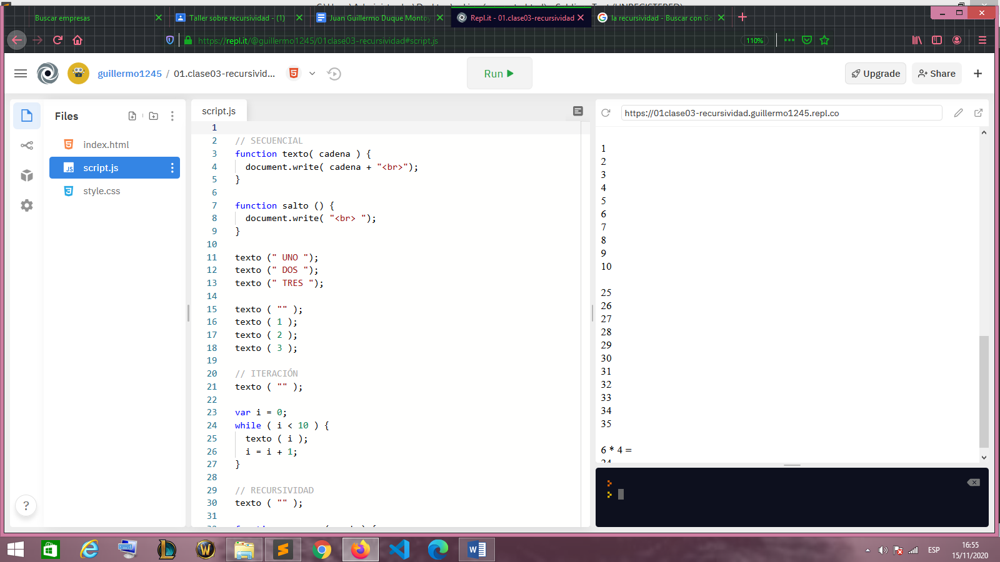 Buscar empresas
Taller sobre recursividad - (1)
Juan Guillermo Duque Montoy
Repl.it - 01.clase03-recursividad
la recursividad - Buscar con Go
https://repl.it/@guillermo1245/01clase03-recursividad#script.js
110%
guillermo1245 / 01.clase03-recursivid...
Run
Upgrade
Share
Files
index.html
script.js
style.css
script.js
1
2 // SECUENCIAL
3 function texto( cadena ) {
4 document.write( cadena + "<br>");
5 }
6
7 function salto () {
8 document.write( "<br> ");
9 }
10
11 texto (" UNO ");
12 texto (" DOS ");
13 texto (" TRES ");
14
15 texto ( "" );
16 texto ( 1 );
17 texto ( 2 );
18 texto ( 3 );
19
20 // ITERACIÓN
21 texto ( "" );
22
23 var i = 0;
24 while ( i < 10 ) {
25 texto ( i );
26 i = i + 1;
27 }
28
29 // RECURSIVIDAD
30 texto ( "" );
31
https://01clase03-recursividad.guillermo1245.repl.co
1
2
3
4
5
6
7
8
9
10
25
26
27
28
29
30
31
32
33
34
35
6 * 4 =
24
?
ESP
16:55
15/11/2020